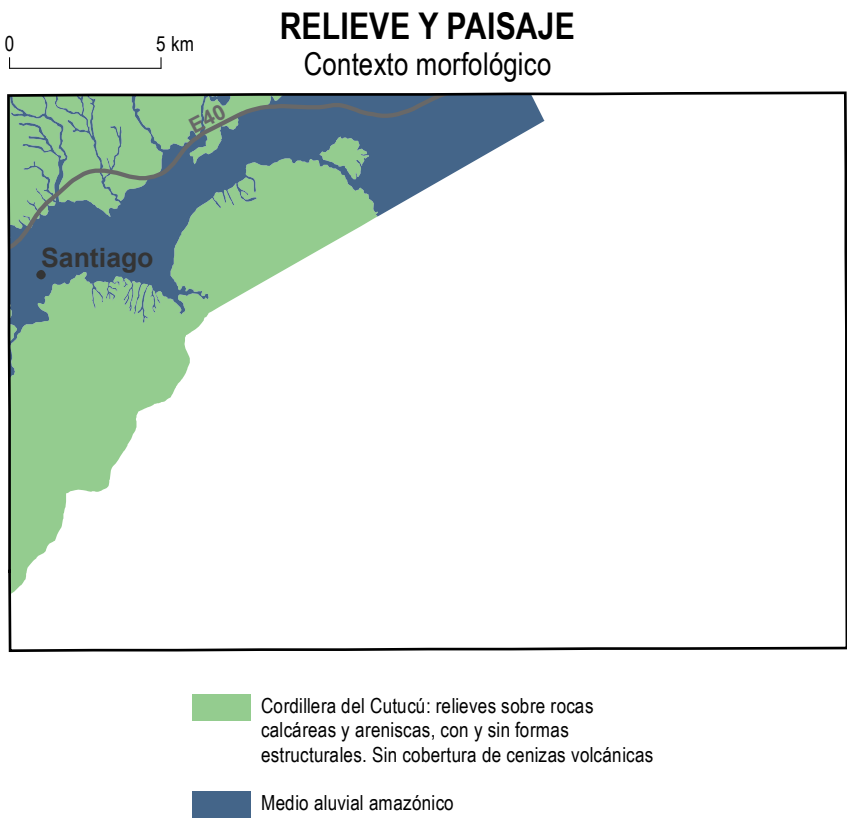 RELIEVE Y PAISAJE
Contexto morfológico
0 5 km
E40
Santiago
Cordillera del Cutucú: relieves sobre rocas
calcáreas y areniscas, con y sin formas
estructurales. Sin cobertura de cenizas volcánicas
Medio aluvial amazónico